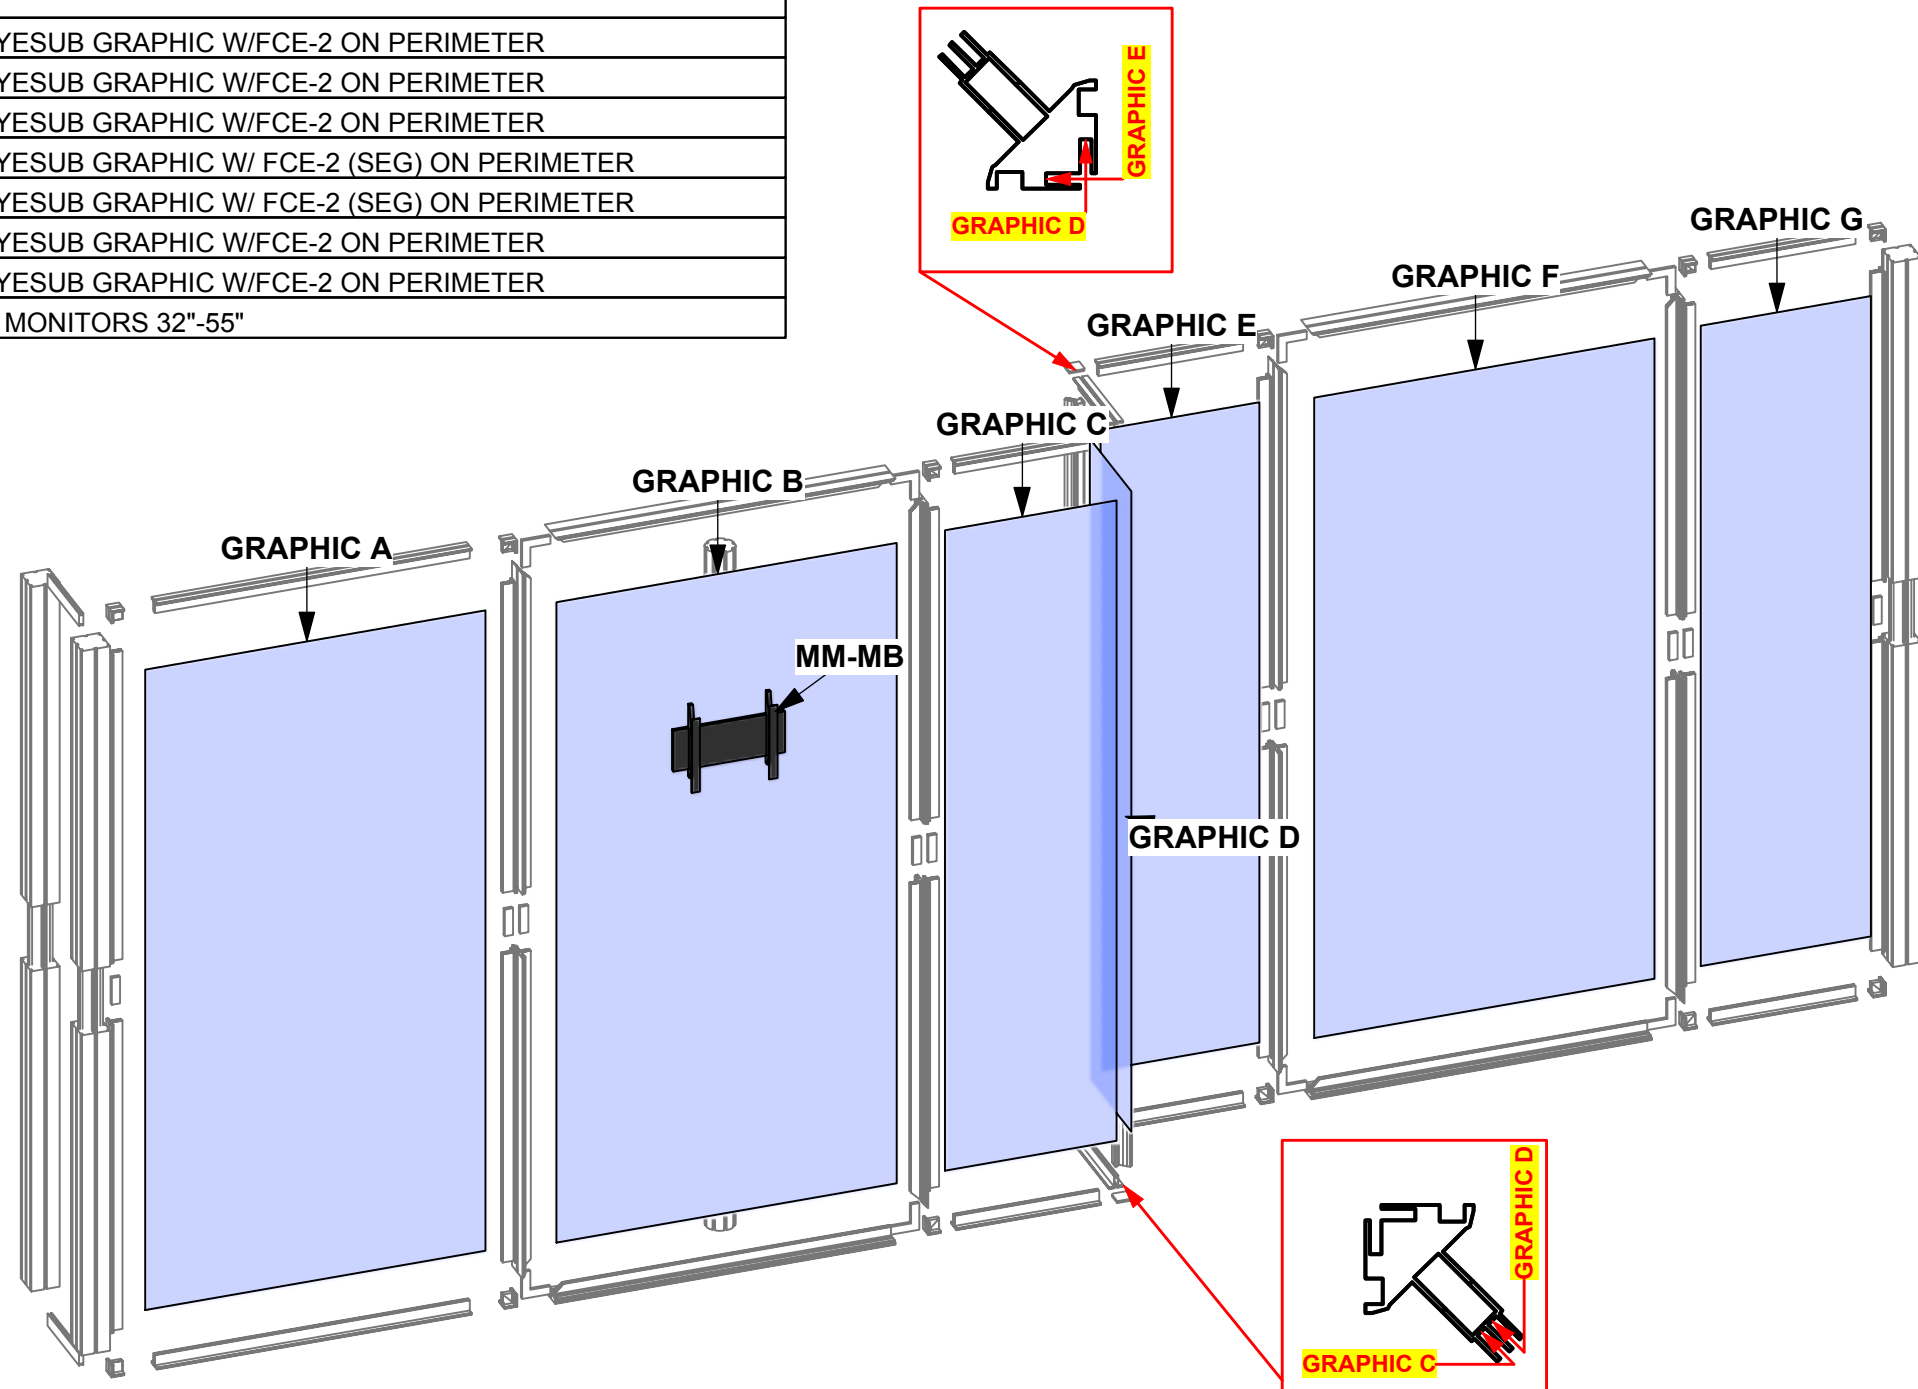 YESUB GRAPHIC W/FCE-2 ON PERIMETER
YESUB GRAPHIC W/FCE-2 ON PERIMETER
YESUB GRAPHIC W/FCE-2 ON PERIMETER
YESUB GRAPHIC W/ FCE-2 (SEG) ON PERIMETER
YESUB GRAPHIC W/ FCE-2 (SEG) ON PERIMETER
YESUB GRAPHIC W/FCE-2 ON PERIMETER
YESUB GRAPHIC W/FCE-2 ON PERIMETER
MONITORS 32"-55"
GRAPHIC E
GRAPHIC D
GRAPHIC G
GRAPHIC F
GRAPHIC E
GRAPHIC C
GRAPHIC B
GRAPHIC A
MM-MB
GRAPHIC D
GRAPHIC D
GRAPHIC C